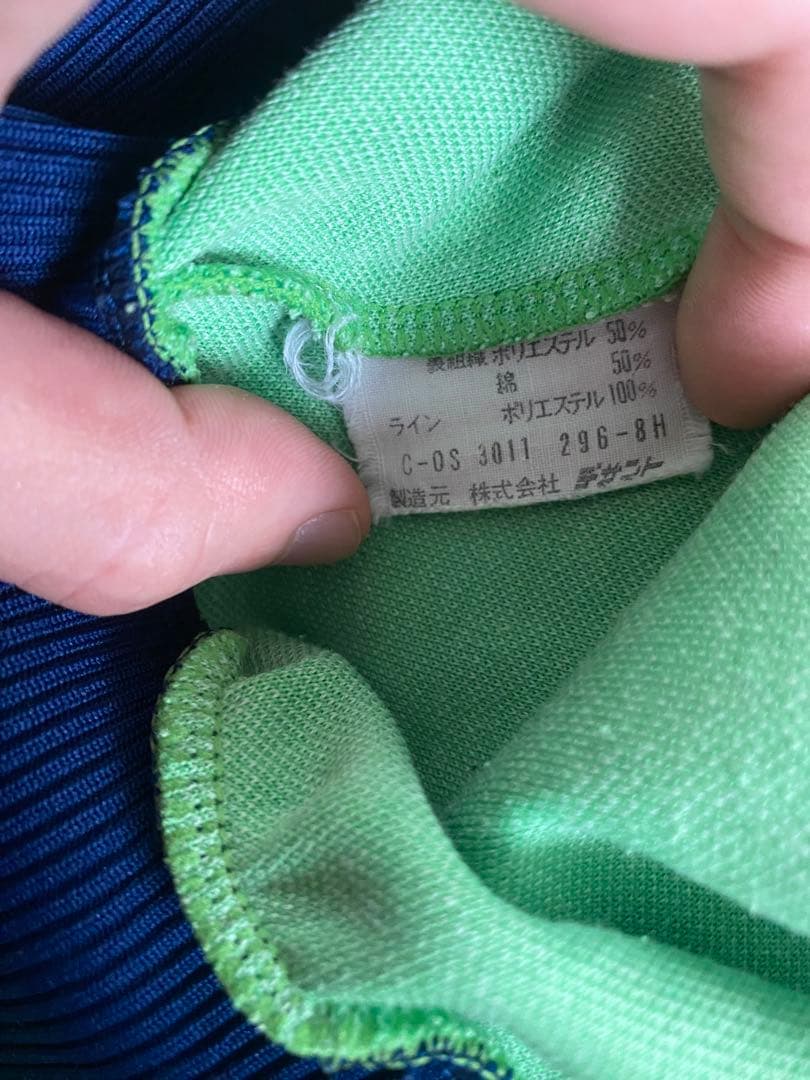 表組織 ポリエステル 50%
綿 50%
ライン ポリエステル 100%
C-OS 3011 296-8H
製造元 株式会社 デサント